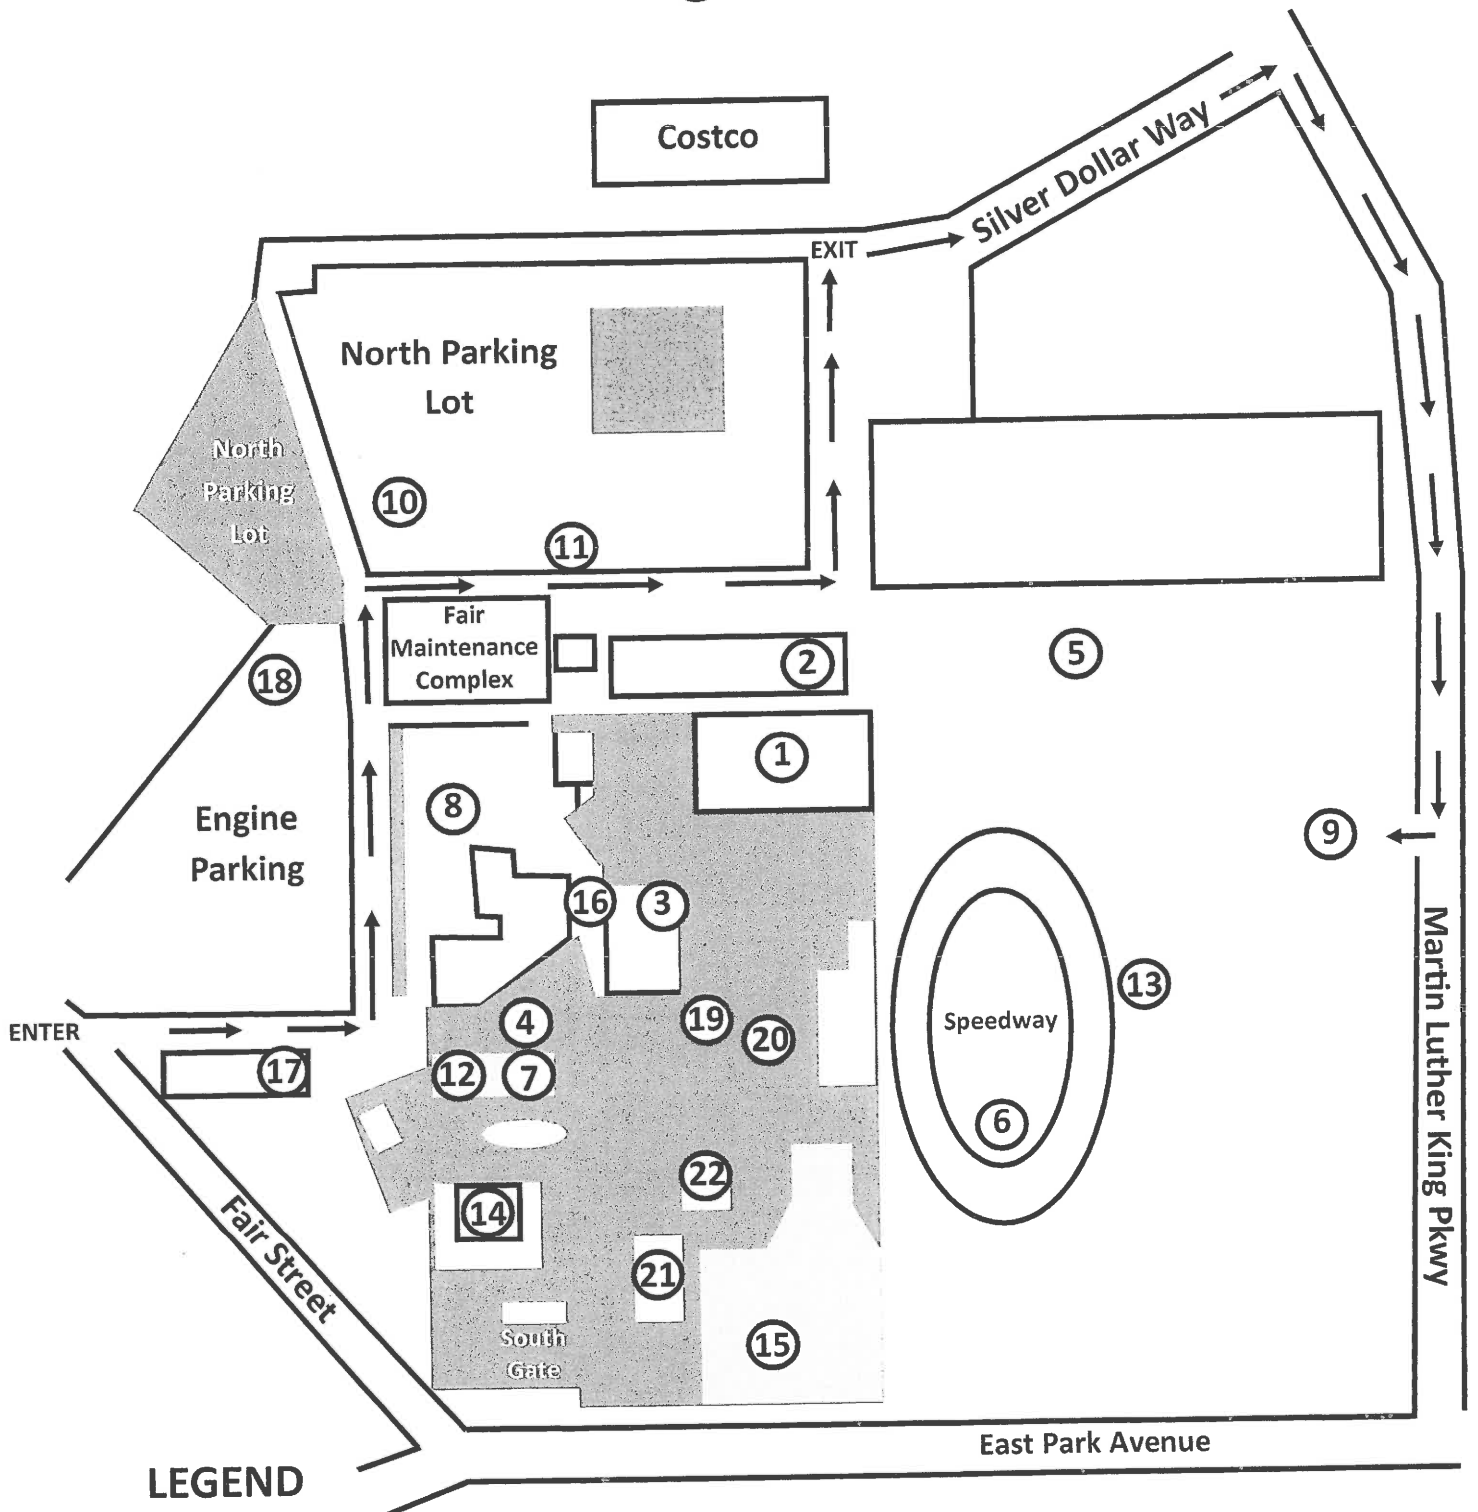 Costco
Silver Dollar Way
EXIT
North Parking
Lot
North
Parking
Lot
10
11
Fair
Maintenance
Complex
2
5
18
1
8
9
Engine
Parking
16
3
Martin Luther King Pkwy
13
ENTER
4
19
20
Speedway
17
12
7
6
22
14
Fair Street
21
15
South
Gate
East Park Avenue
LEGEND